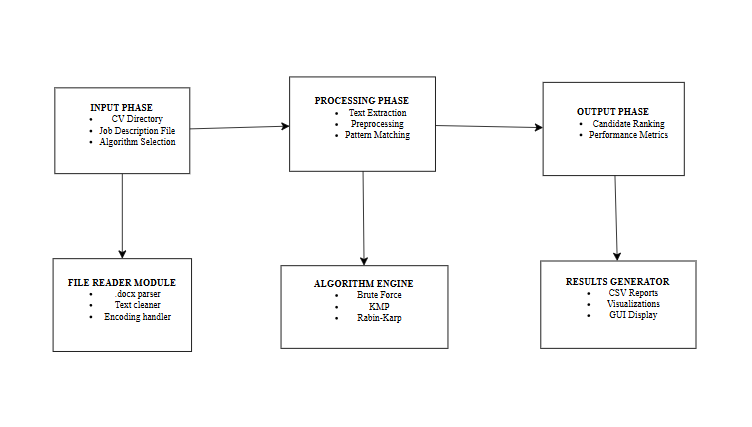 INPUT PHASE
• CV Directory
• Job Description File
• Algorithm Selection
PROCESSING PHASE
• Text Extraction
• Preprocessing
• Pattern Matching
OUTPUT PHASE
• Candidate Ranking
• Performance Metrics
FILE READER MODULE
• .docx parser
• Text cleaner
• Encoding handler
ALGORITHM ENGINE
• Brute Force
• KMP
• Rabin-Karp
RESULTS GENERATOR
• CSV Reports
• Visualizations
• GUI Display